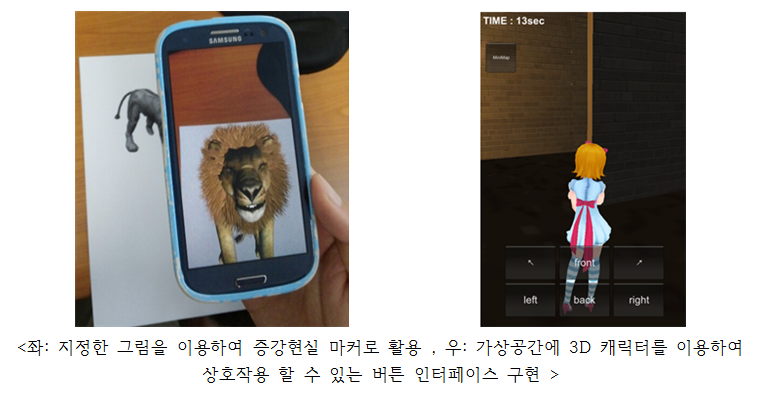 SAMSUNG
TIME : 13sec
MiniMap
↖ front ↗
left back right
<좌: 지정한 그림을 이용하여 증강현실 마커로 활용 , 우: 가상공간에 3D 캐릭터를 이용하여
상호작용 할 수 있는 버튼 인터페이스 구현 >